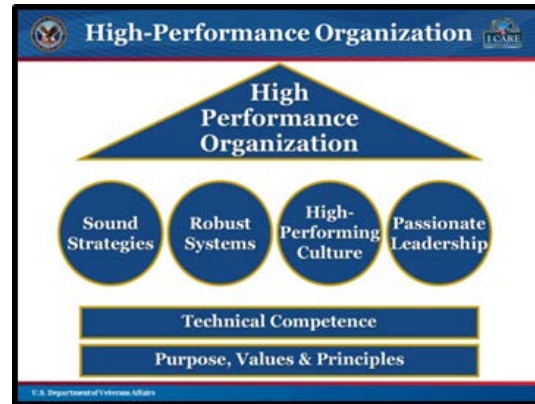 High-Performance Organization
I CARE
High
Performance
Organization
Sound
Strategies
Robust
Systems
High-
Performing
Culture
Passionate
Leadership
Technical Competence
Purpose, Values & Principles
U.S. Department of Veterans Affairs